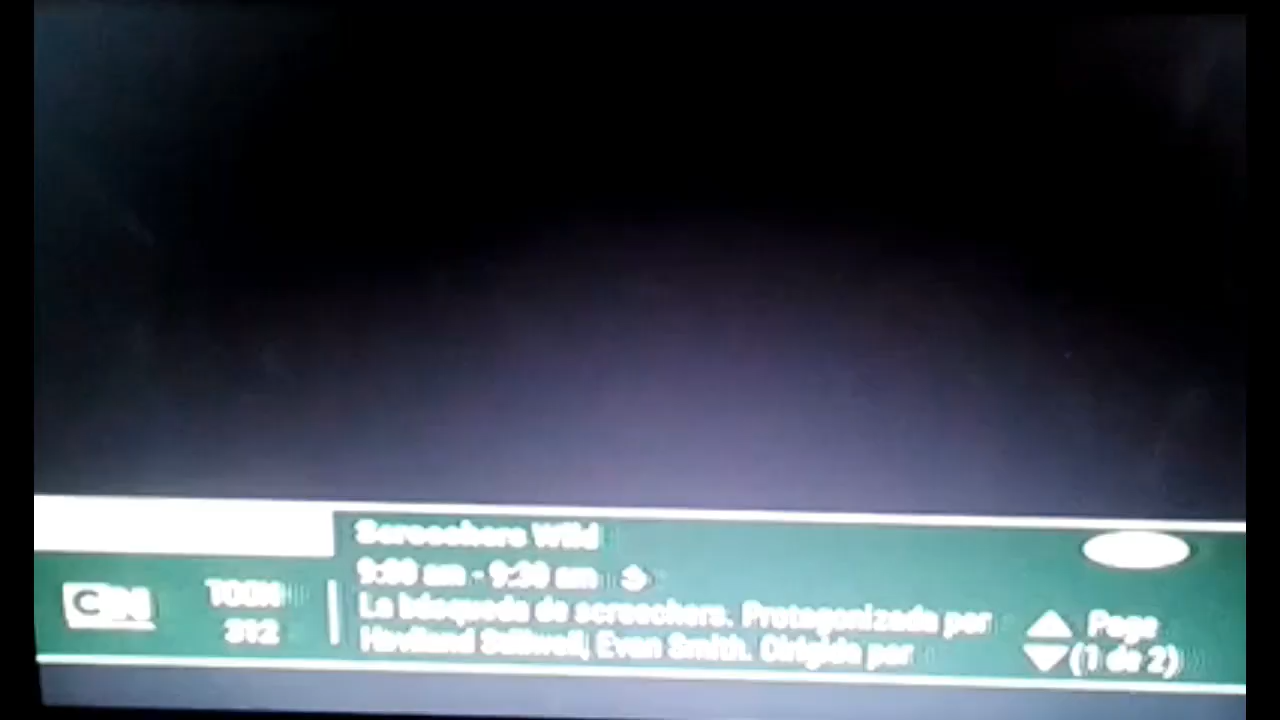 Screechers Wild
9:00 am - 9:30 am
CN
TOON
312
La búsqueda de screechers. Protagonizada por
Haviland Stillwell, Evan Smith. Dirigida por
Page
(1 de 2)